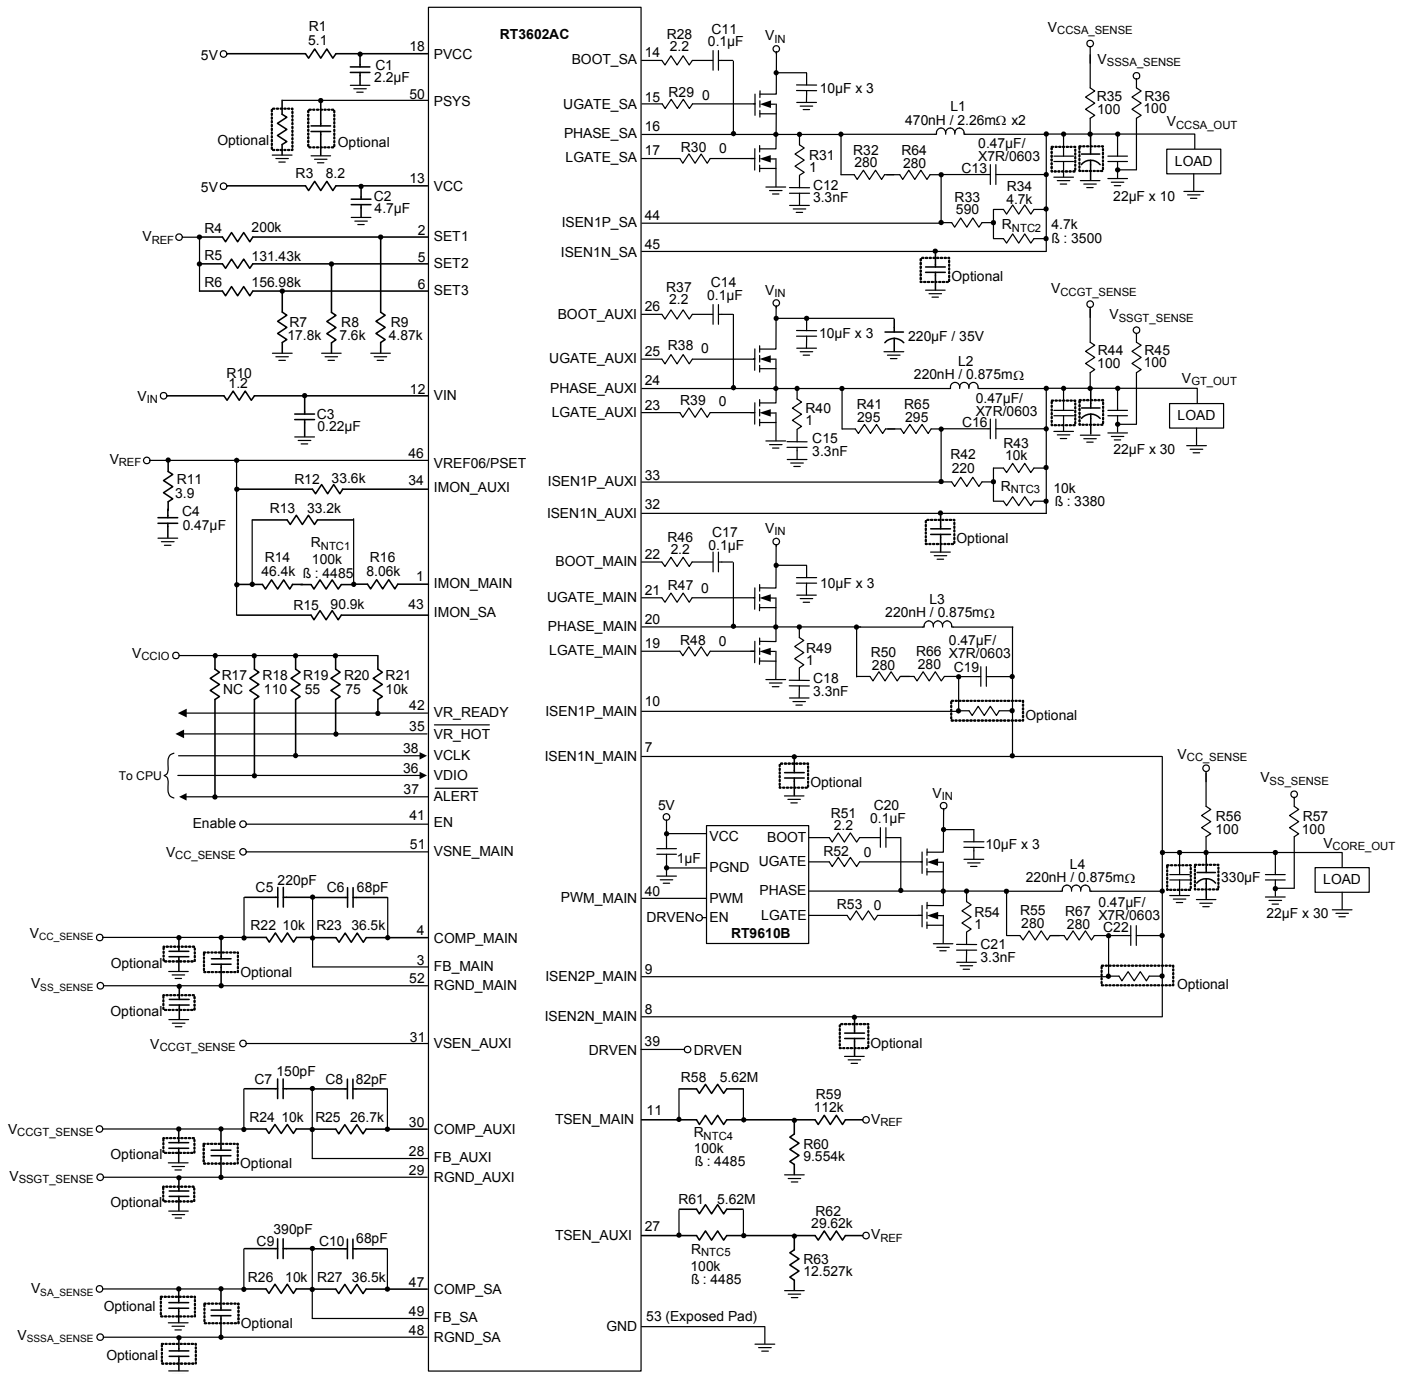 RT3602AC
5V
R1
5.1
18
PVCC
C1
2.2µF
50
PSYS
Optional
Optional
5V
R3 8.2
13
VCC
C2
4.7µF
VREF
R4 200k
2
SET1
R5 131.43k
5
SET2
R6 156.98k
6
SET3
R7
17.8k
R8
7.6k
R9
4.87k
VIN
R10
1.2
12
VIN
C3
0.22µF
VREF
46
VREF06/PSET
R11
3.9
C4
0.47µF
R12 33.6k
34
IMON_AUXI
R13 33.2k
R14
46.4k
RNTC1
100k
ß : 4485
R16
8.06k
1
IMON_MAIN
R15 90.9k
43
IMON_SA
VCCIO
R17
NC
R18
110
R19
55
R20
75
R21
10k
42
VR_READY
35
VR_HOT
38
VCLK
To CPU
36
VDIO
37
ALERT
Enable
41
EN
VCC_SENSE
51
VSNE_MAIN
C5 220pF
C6 68pF
VCC_SENSE
R22 10k
R23 36.5k
4
COMP_MAIN
Optional
Optional
3
FB_MAIN
VSS_SENSE
52
RGND_MAIN
Optional
VCCGT_SENSE
31
VSEN_AUXI
C7 150pF
C8 82pF
VCCGT_SENSE
R24 10k
R25 26.7k
30
COMP_AUXI
Optional
Optional
28
FB_AUXI
VSSGT_SENSE
29
RGND_AUXI
Optional
C9 390pF
C10 68pF
VSA_SENSE
R26 10k
R27 36.5k
47
COMP_SA
Optional
Optional
49
FB_SA
VSSSA_SENSE
48
RGND_SA
Optional
BOOT_SA
14
R28
2.2
C11
0.1µF
VIN
10µF x 3
UGATE_SA
15
R29 0
PHASE_SA
16
L1
470nH / 2.26mΩ x2
LGATE_SA
17
R30 0
R31
1
C12
3.3nF
R32
280
R64
280
0.47µF/
X7R/0603
C13
R33
590
R34
4.7k
RNTC2
4.7k
ß : 3500
ISEN1P_SA
44
ISEN1N_SA
45
Optional
VCCSA_SENSE
VSSSA_SENSE
R35
100
R36
100
VCCSA_OUT
LOAD
22µF x 10
BOOT_AUXI
26
R37
2.2
C14
0.1µF
VIN
10µF x 3
220µF / 35V
UGATE_AUXI
25
R38 0
PHASE_AUXI
24
L2
220nH / 0.875mΩ
LGATE_AUXI
23
R39 0
R40
1
C15
3.3nF
R41
295
R65
295
0.47µF/
X7R/0603
C16
R42
220
R43
10k
RNTC3
10k
ß : 3380
ISEN1P_AUXI
33
ISEN1N_AUXI
32
Optional
VCCGT_SENSE
VSSGT_SENSE
R44
100
R45
100
VGT_OUT
LOAD
22µF x 30
BOOT_MAIN
22
R46
2.2
C17
0.1µF
VIN
10µF x 3
UGATE_MAIN
21
R47 0
PHASE_MAIN
20
L3
220nH / 0.875mΩ
LGATE_MAIN
19
R48 0
R49
1
C18
3.3nF
R50
280
R66
280
0.47µF/
X7R/0603
C19
ISEN1P_MAIN
10
Optional
ISEN1N_MAIN
7
Optional
5V
1µF
VCC
PGND
PWM
EN
BOOT
UGATE
PHASE
LGATE
RT9610B
PWM_MAIN
40
DRVEN
R51
2.2
C20
0.1µF
VIN
10µF x 3
R52 0
R53 0
L4
220nH / 0.875mΩ
R54
1
C21
3.3nF
R55
280
R67
280
0.47µF/
X7R/0603
C22
VCC_SENSE
VSS_SENSE
R56
100
R57
100
VCORE_OUT
LOAD
330µF
22µF x 30
ISEN2P_MAIN
9
Optional
ISEN2N_MAIN
8
Optional
DRVEN
39
DRVEN
R58 5.62M
TSEN_MAIN
11
RNTC4
100k
ß : 4485
R59
112k
VREF
R60
9.554k
R61 5.62M
TSEN_AUXI
27
RNTC5
100k
ß : 4485
R62
29.62k
VREF
R63
12.527k
GND
53 (Exposed Pad)